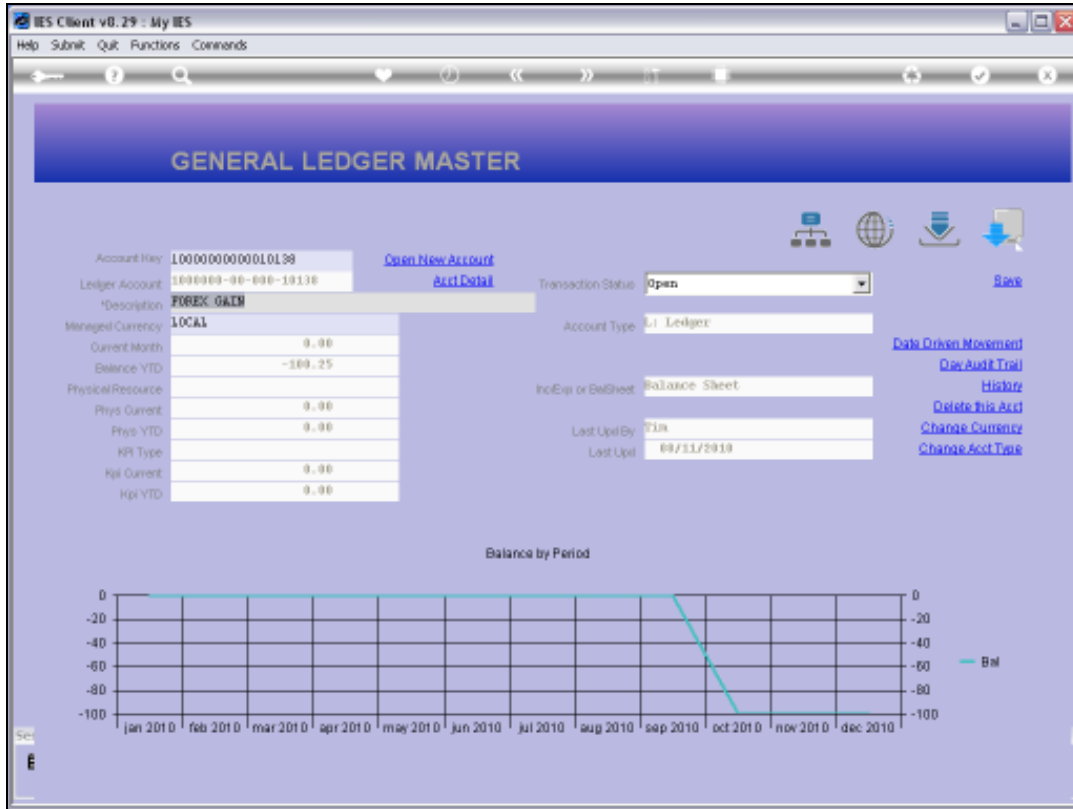 IES Client v8.29 : My IES
Help Submit Quit Functions Commands
GENERAL LEDGER MASTER
Account Key 1000000000010138 Open New Account
Ledger Account 1000000-00-000-10138 Acct Detail Transaction Status Open Save
*Description FOREX GAIN
Managed Currency LOCAL Account Type L: Ledger
Current Month 0.00 Date Driven Movement
Balance YTD -100.25 Day Audit Trail
Physical Resource Inc/Exp or BalSheet Balance Sheet History
Phys Current 0.00 Delete this Acct
Phys YTD 0.00 Last Upd By Tim Change Currency
KPI Type Last Upd 08/11/2010 Change Acct Type
Kpi Current 0.00
Kpi YTD 0.00
Balance by Period
0 0
-20 -20
-40 -40
-60 -60 Bal
-80 -80
-100 -100
jan 2010 feb 2010 mar 2010 apr 2010 may 2010 jun 2010 jul 2010 aug 2010 sep 2010 oct 2010 nov 2010 dec 2010